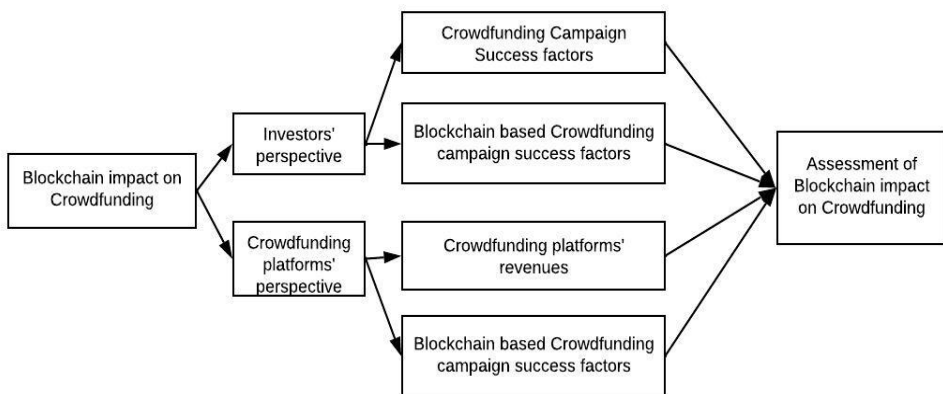 Blockchain impact on
Crowdfunding
Investors'
perspective
Crowdfunding
platforms'
perspective
Crowdfunding Campaign
Success factors
Blockchain based Crowdfunding
campaign success factors
Crowdfunding platforms'
revenues
Blockchain based Crowdfunding
campaign success factors
Assessment of
Blockchain impact
on Crowdfunding